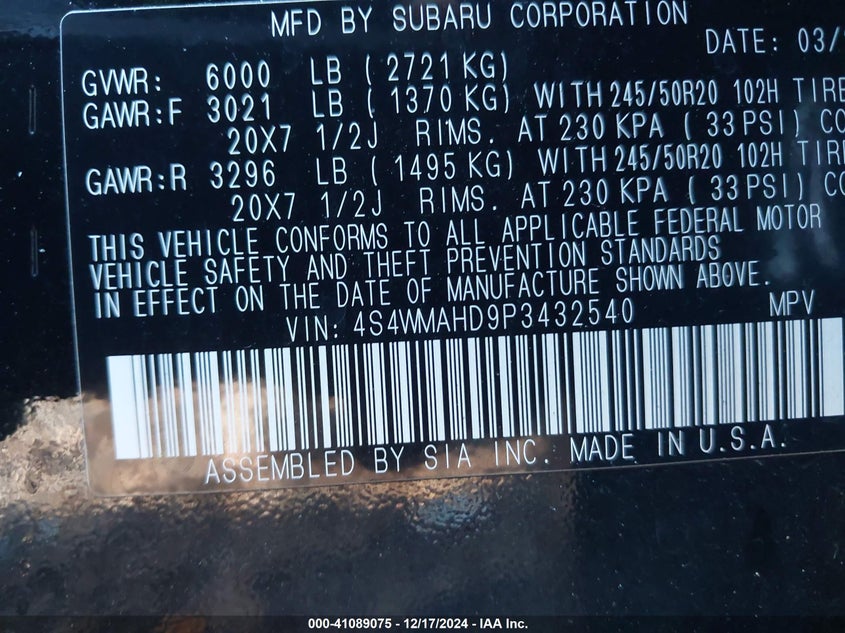 MFD BY SUBARU CORPORATION
DATE: 03/
GVWR: 6000 LB ( 2721 KG)
GAWR:F 3021 LB ( 1370 KG) WITH 245/50R20 102H TIRE
20X7 1/2J RIMS. AT 230 KPA ( 33 PSI) CO
GAWR:R 3296 LB ( 1495 KG) WITH 245/50R20 102H TIRE
20X7 1/2J RIMS. AT 230 KPA ( 33 PSI) CO
THIS VEHICLE CONFORMS TO ALL APPLICABLE FEDERAL MOTOR
VEHICLE SAFETY AND THEFT PREVENTION STANDARDS
IN EFFECT ON THE DATE OF MANUFACTURE SHOWN ABOVE.
VIN: 4S4WMAHD9P3432540 MPV
ASSEMBLED BY SIA INC. MADE IN U.S.A.
000-41089075 - 12/17/2024 - IAA Inc.